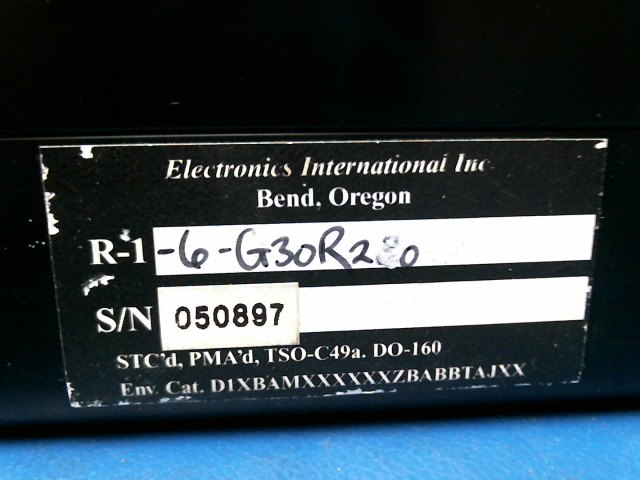 Electronics International Inc.
Bend, Oregon
R-1 -6-G30R280
S/N 050897
STC'd, PMA'd, TSO-C49a. DO-160
Env. Cat. D1XBAMXXXXXXZBABBTAJXX